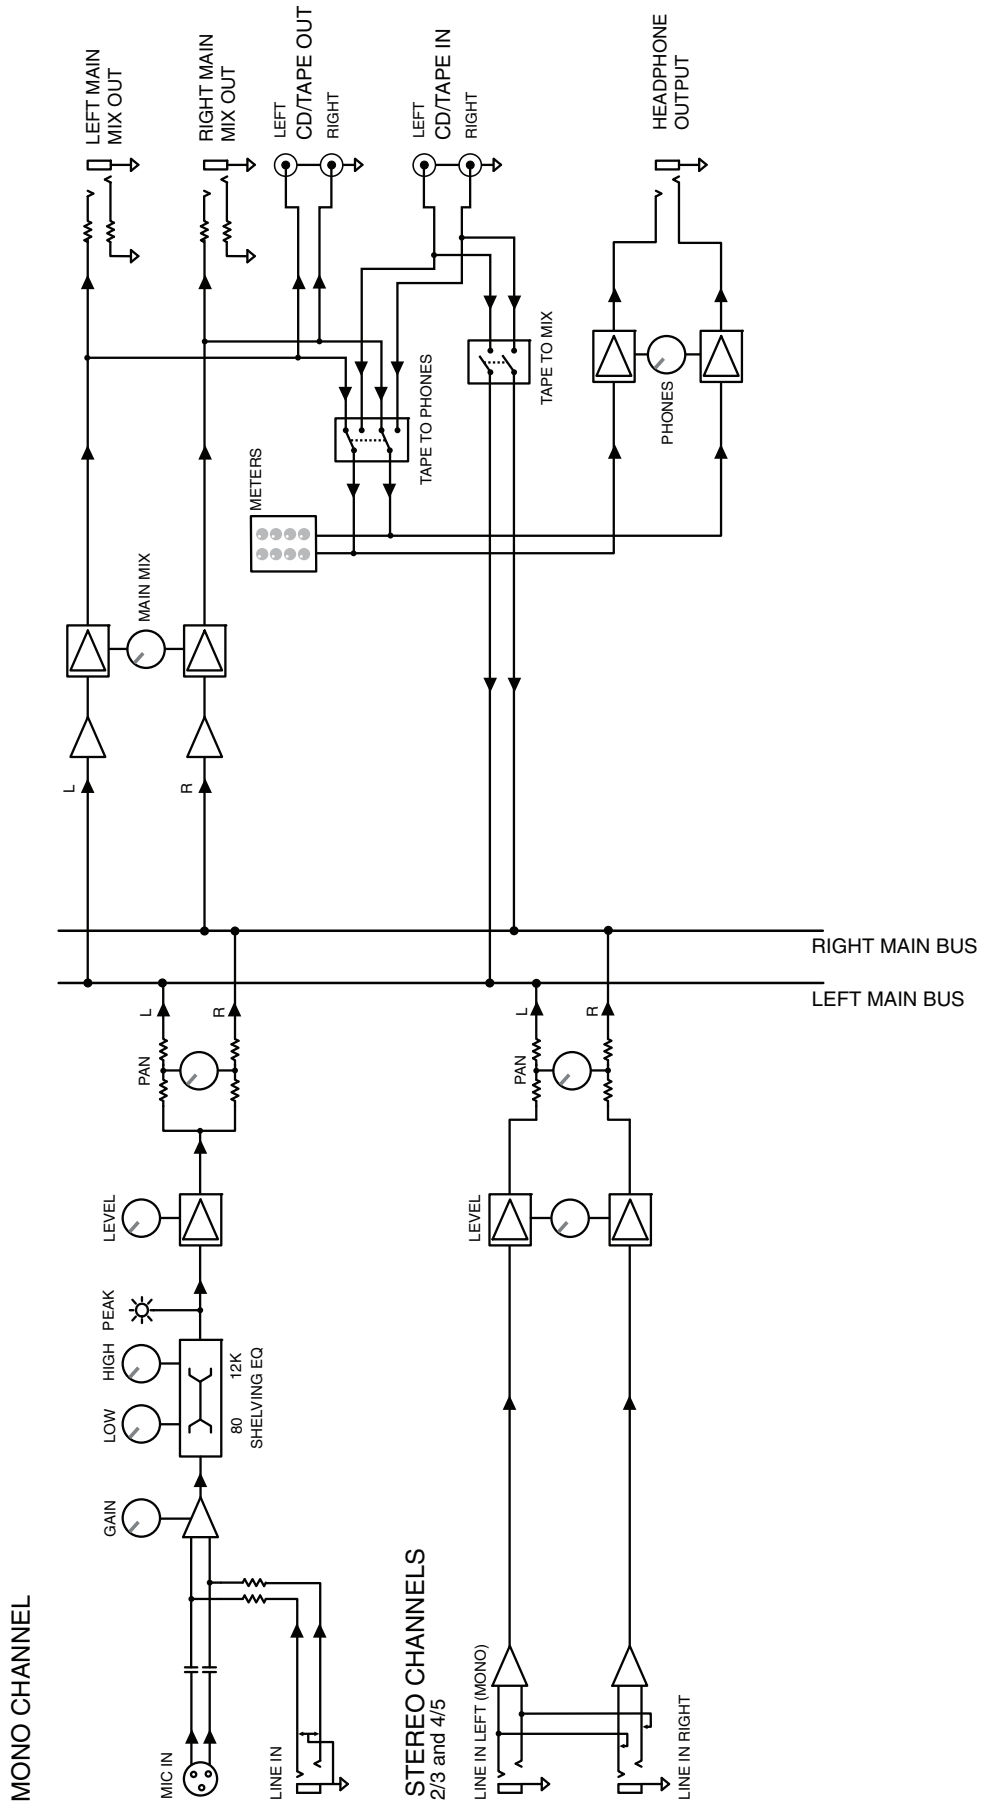 MONO CHANNEL
MIC IN
LINE IN
GAIN
LOW
HIGH
PEAK
80
12K
SHELVING EQ
LEVEL
PAN
L
R
STEREO CHANNELS
2/3 and 4/5
LINE IN LEFT (MONO)
LINE IN RIGHT
LEVEL
PAN
L
R
LEFT MAIN BUS
RIGHT MAIN BUS
L
R
MAIN MIX
METERS
TAPE TO PHONES
TAPE TO MIX
PHONES
LEFT MAIN
MIX OUT
RIGHT MAIN
MIX OUT
LEFT
CD/TAPE OUT
RIGHT
LEFT
CD/TAPE IN
RIGHT
HEADPHONE
OUTPUT